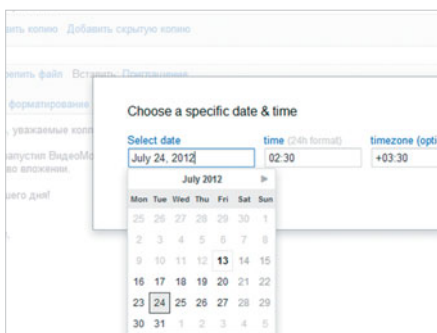 вить копию Добавить скрытую копию
репить файл Вставить: Приглашение
форматирование
, уважаемые колл
Choose a specific date & time
Select date time (24h format) timezone (opti
July 24, 2012 02:30 +03:30
запустил ВидеоМо
во вложении.
шего дня!
July 2012
Mon Tue Wed Thu Fri Sat Sun
25 26 27 28 29 30 1
2 3 4 5 6 7 8
9 10 11 12 13 14 15
16 17 18 19 20 21 22
23 24 25 26 27 28 29
30 31 1 2 3 4 5